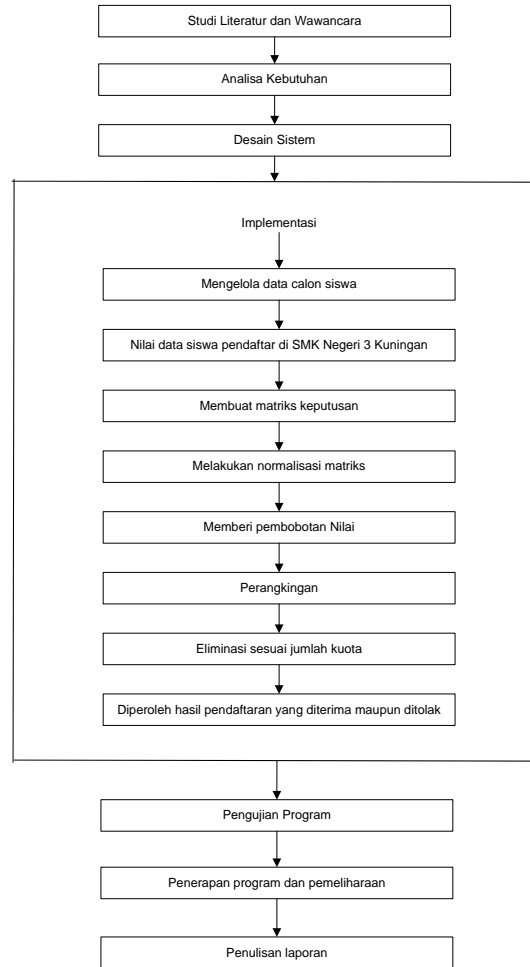 Studi Literatur dan Wawancara
Analisa Kebutuhan
Desain Sistem
Implementasi
Mengelola data calon siswa
Nilai data siswa pendaftar di SMK Negeri 3 Kuningan
Membuat matriks keputusan
Melakukan normalisasi matriks
Memberi pembobotan Nilai
Perangkingan
Eliminasi sesuai jumlah kuota
Diperoleh hasil pendaftaran yang diterima maupun ditolak
Pengujian Program
Penerapan program dan pemeliharaan
Penulisan laporan